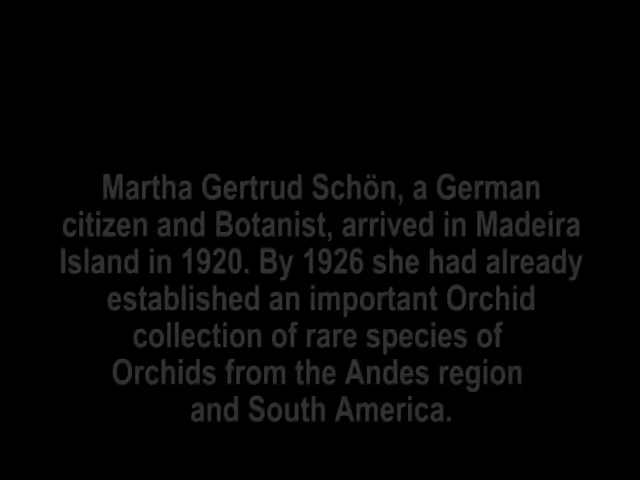 Martha Gertrud Schön, a German
citizen and Botanist, arrived in Madeira
Island in 1920. By 1926 she had already
established an important Orchid
collection of rare species of
Orchids from the Andes region
and South America.